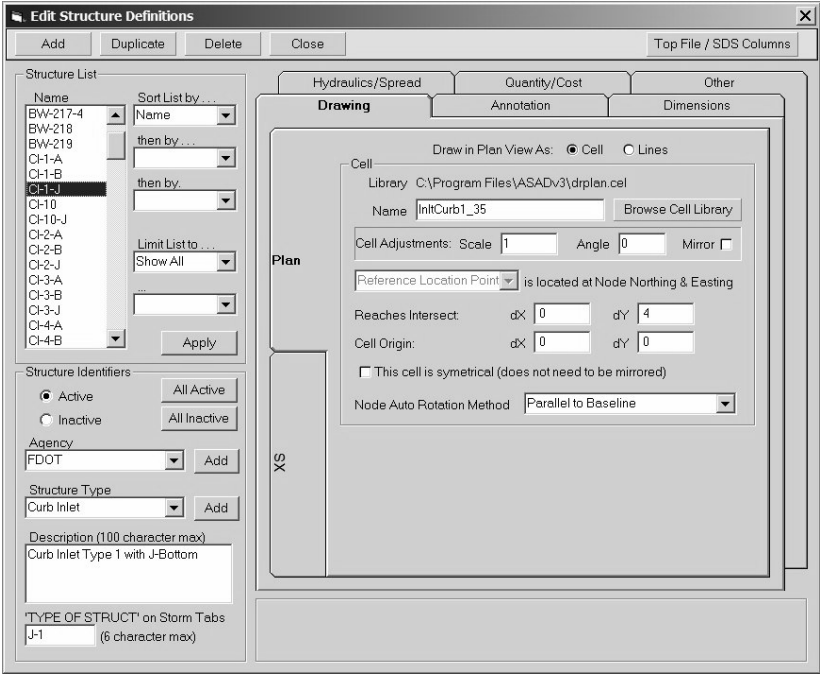 Edit Structure Definitions
Add Duplicate Delete Close Top File / SDS Columns
Structure List
Name
BW-217-4
BW-218
BW-219
CI-1-A
CI-1-B
CI-1-J
CI-10
CI-10-J
CI-2-A
CI-2-B
CI-2-J
CI-3-A
CI-3-B
CI-3-J
CI-4-A
CI-4-B
Sort List by . . .
Name
then by . . .
then by.
Limit List to . . .
Show All
...
Apply
Structure Identifiers
Active
Inactive
All Active
All Inactive
Agency
FDOT Add
Structure Type
Curb Inlet Add
Description (100 character max)
Curb Inlet Type 1 with J-Bottom
'TYPE OF STRUCT' on Storm Tabs
J-1 (6 character max)
Hydraulics/Spread Quantity/Cost Other
Drawing Annotation Dimensions
Plan
SX
Draw in Plan View As: Cell Lines
Cell
Library C:\Program Files\ASADv3\drplan.cel
Name InltCurb1_35 Browse Cell Library
Cell Adjustments: Scale 1 Angle 0 Mirror
Reference Location Point is located at Node Northing & Easting
Reaches Intersect: dX 0 dY 4
Cell Origin: dX 0 dY 0
This cell is symetrical (does not need to be mirrored)
Node Auto Rotation Method Parallel to Baseline